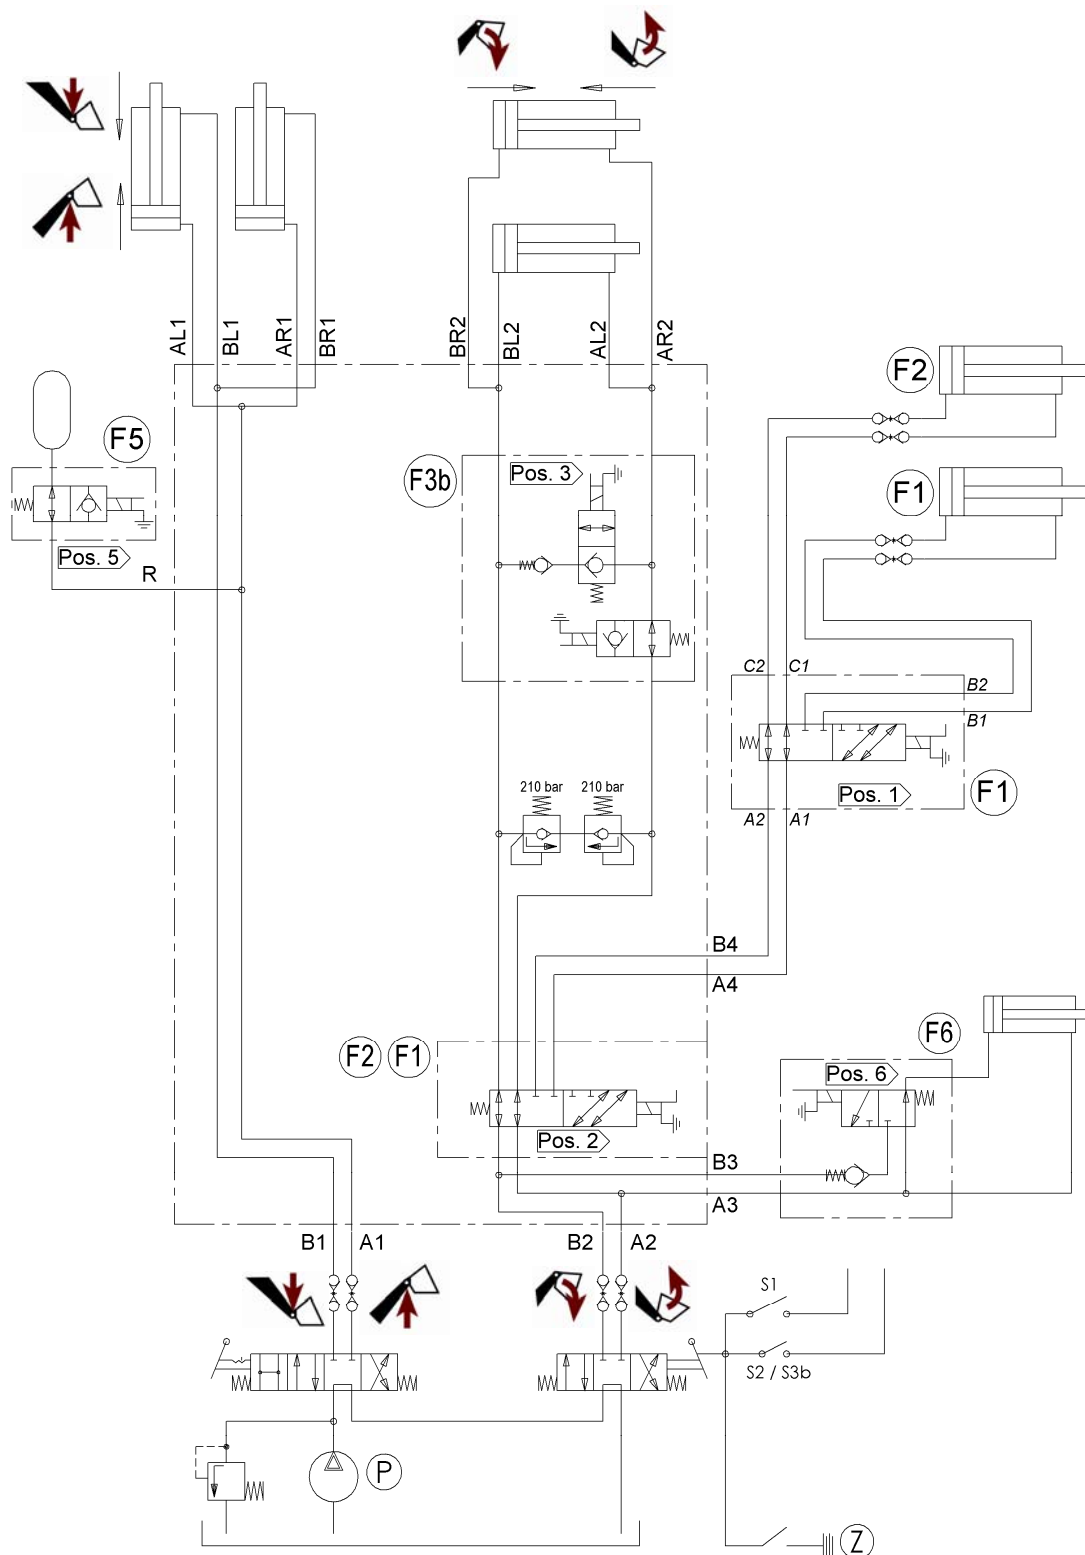 AL1
BL1
AR1
BR1
BR2
BL2
AL2
AR2
F2
F5
F3b
Pos. 3
F1
Pos. 5
R
C2 C1
B2
B1
Pos. 1
F1
210 bar 210 bar
A2 A1
B4
A4
F2 F1
F6
Pos. 6
Pos. 2
B3
A3
B1 A1 B2 A2
S1
S2 / S3b
P
Z